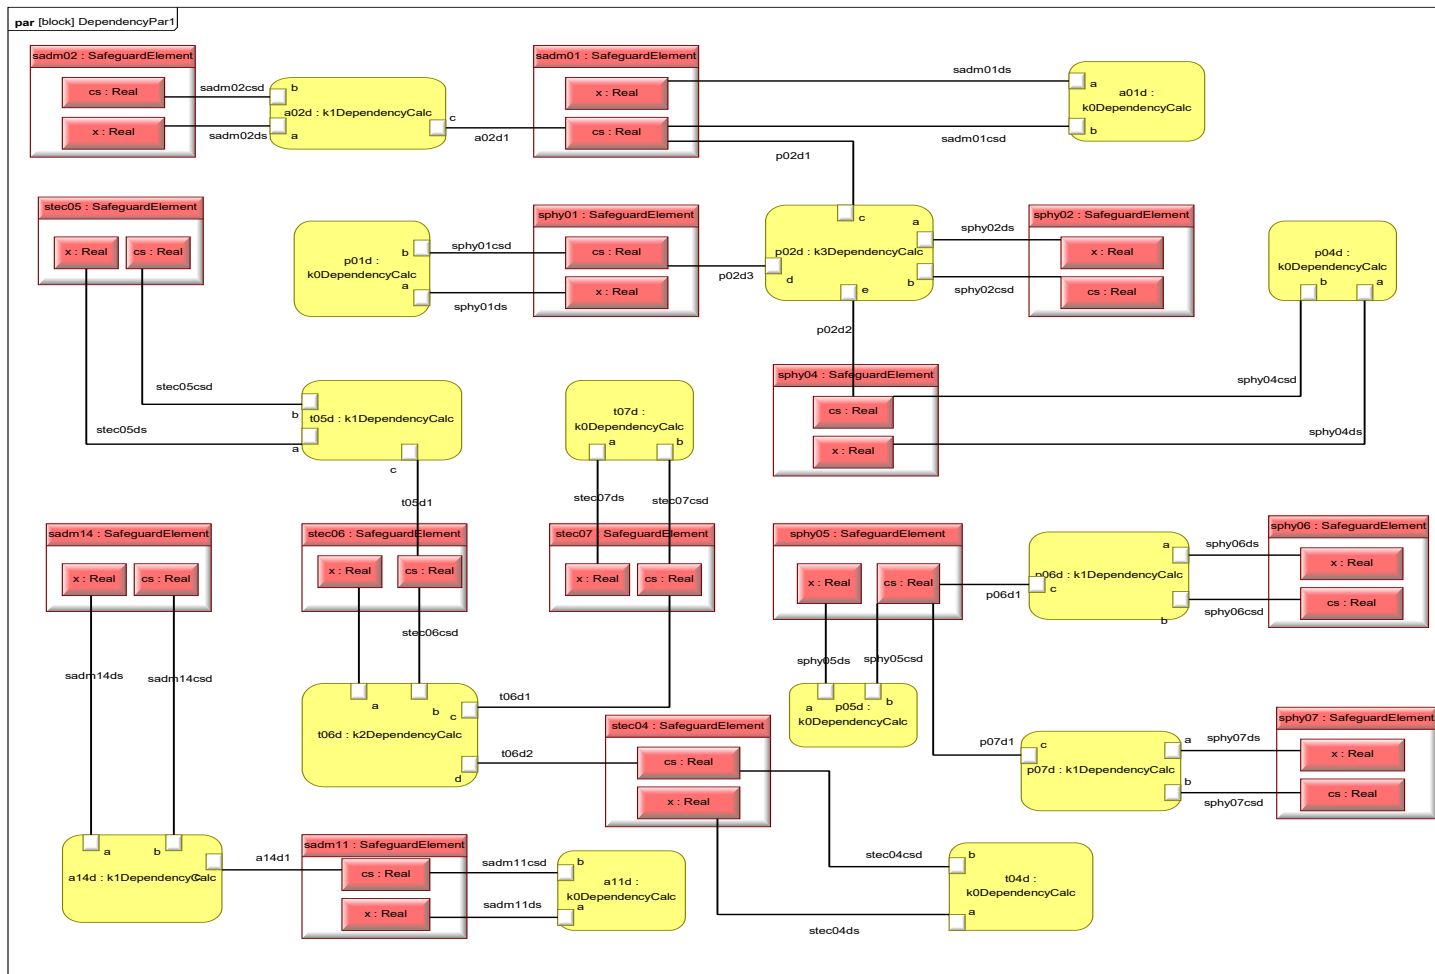 par [block] DependencyPar1
sadm02 : SafeguardElement
cs : Real
x : Real
sadm02csd
sadm02ds
b
a02d : k1DependencyCalc
a
c
a02d1
sadm01 : SafeguardElement
x : Real
cs : Real
sadm01ds
sadm01csd
p02d1
a
a01d :
k0DependencyCalc
b
stec05 : SafeguardElement
x : Real
cs : Real
b
p01d :
k0DependencyCalc
a
sphy01csd
sphy01ds
sphy01 : SafeguardElement
cs : Real
x : Real
p02d3
c
a
p02d : k3DependencyCalc
d
b
e
sphy02ds
sphy02csd
sphy02 : SafeguardElement
x : Real
cs : Real
p04d :
k0DependencyCalc
b
a
p02d2
sphy04 : SafeguardElement
cs : Real
x : Real
sphy04csd
sphy04ds
stec05csd
stec05ds
b
t05d : k1DependencyCalc
a
c
t07d :
k0DependencyCalc
a
b
t05d1
stec07ds
stec07csd
sadm14 : SafeguardElement
x : Real
cs : Real
stec06 : SafeguardElement
x : Real
cs : Real
stec07 : SafeguardElement
x : Real
cs : Real
sphy05 : SafeguardElement
x : Real
cs : Real
p06d1
a
p06d : k1DependencyCalc
c
b
sphy06ds
sphy06csd
sphy06 : SafeguardElement
x : Real
cs : Real
stec06csd
sadm14ds
sadm14csd
sphy05ds
sphy05csd
a
b
c
t06d : k2DependencyCalc
d
t06d1
t06d2
a
b
p05d :
k0DependencyCalc
stec04 : SafeguardElement
cs : Real
x : Real
p07d1
c
a
p07d : k1DependencyCalc
b
sphy07ds
sphy07csd
sphy07 : SafeguardElement
x : Real
cs : Real
a
b
c
a14d : k1DependencyCalc
a14d1
sadm11 : SafeguardElement
cs : Real
x : Real
sadm11csd
sadm11ds
b
a11d :
k0DependencyCalc
a
stec04csd
stec04ds
b
t04d :
k0DependencyCalc
a